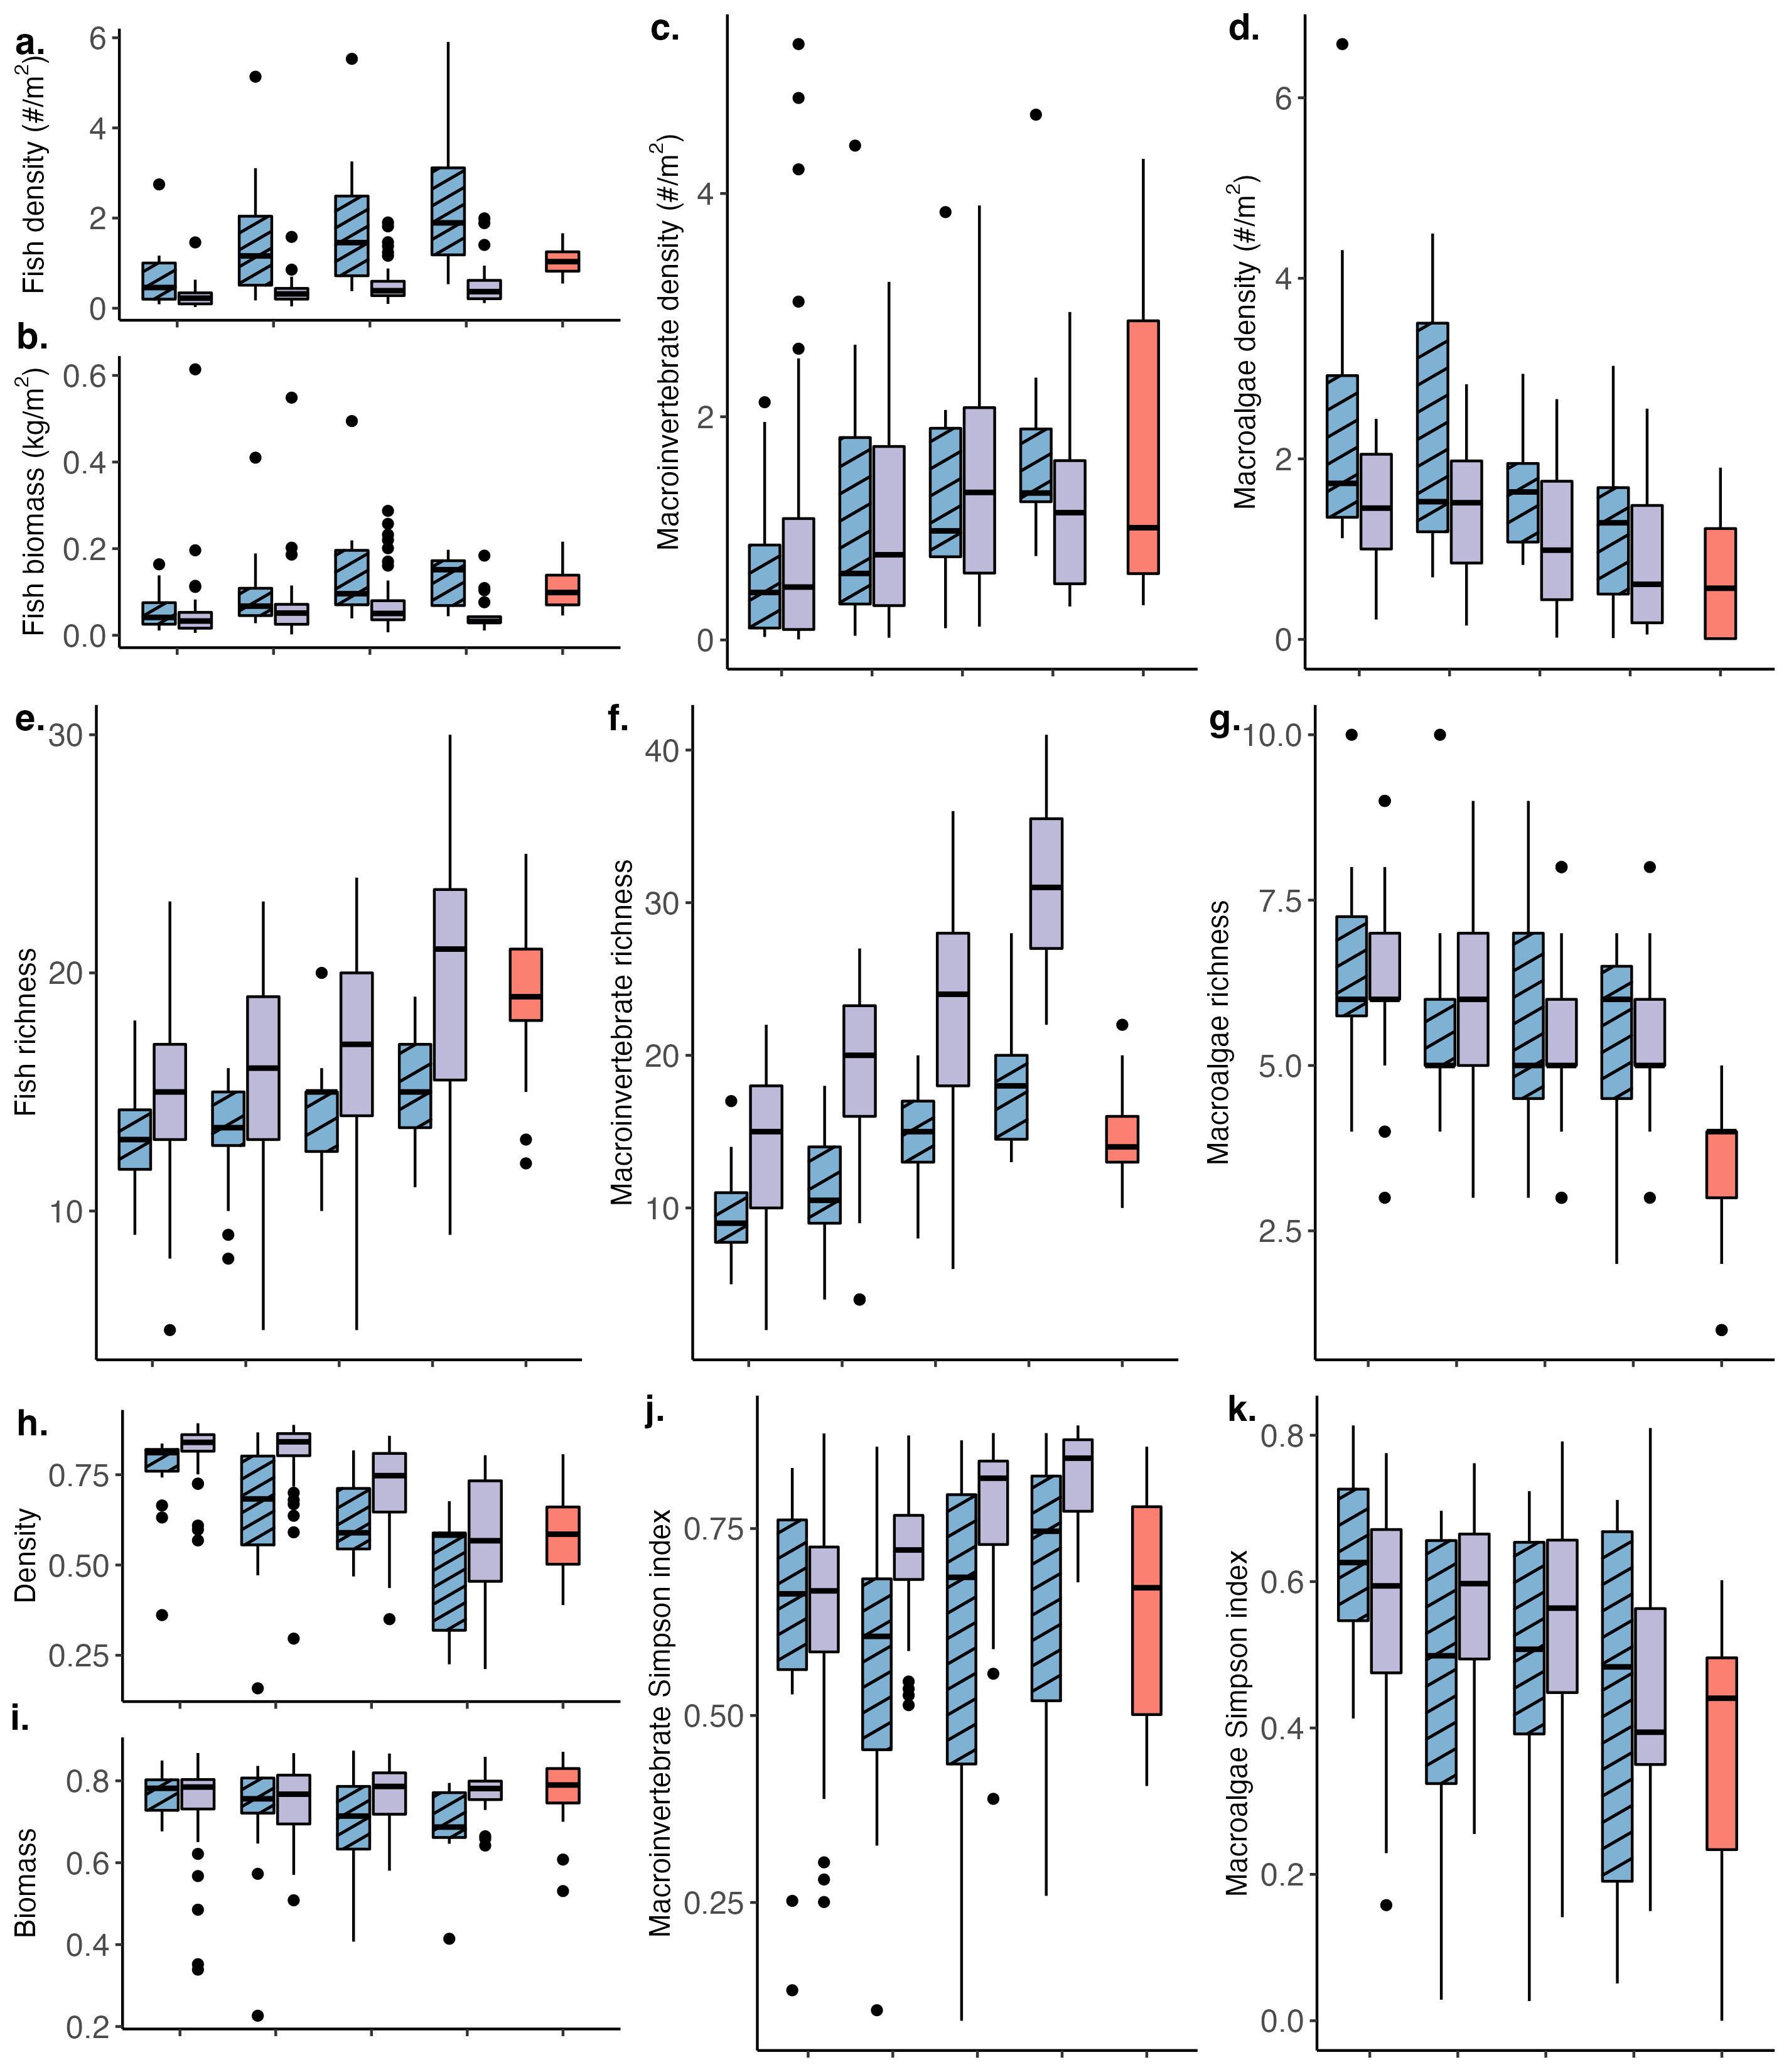 a.
Fish density (#/m²)
6
4
2
0
b.
Fish biomass (kg/m²)
0.6
0.4
0.2
0.0
c.
Macroinvertebrate density (#/m²)
4
2
0
d.
Macroalgae density (#/m²)
6
4
2
0
e.
Fish richness
30
20
10
f.
Macroinvertebrate richness
40
30
20
10
g.
Macroalgae richness
10.0
7.5
5.0
2.5
h.
Density
0.75
0.50
0.25
i.
Biomass
0.8
0.6
0.4
0.2
j.
Macroinvertebrate Simpson index
0.75
0.50
0.25
k.
Macroalgae Simpson index
0.8
0.6
0.4
0.2
0.0